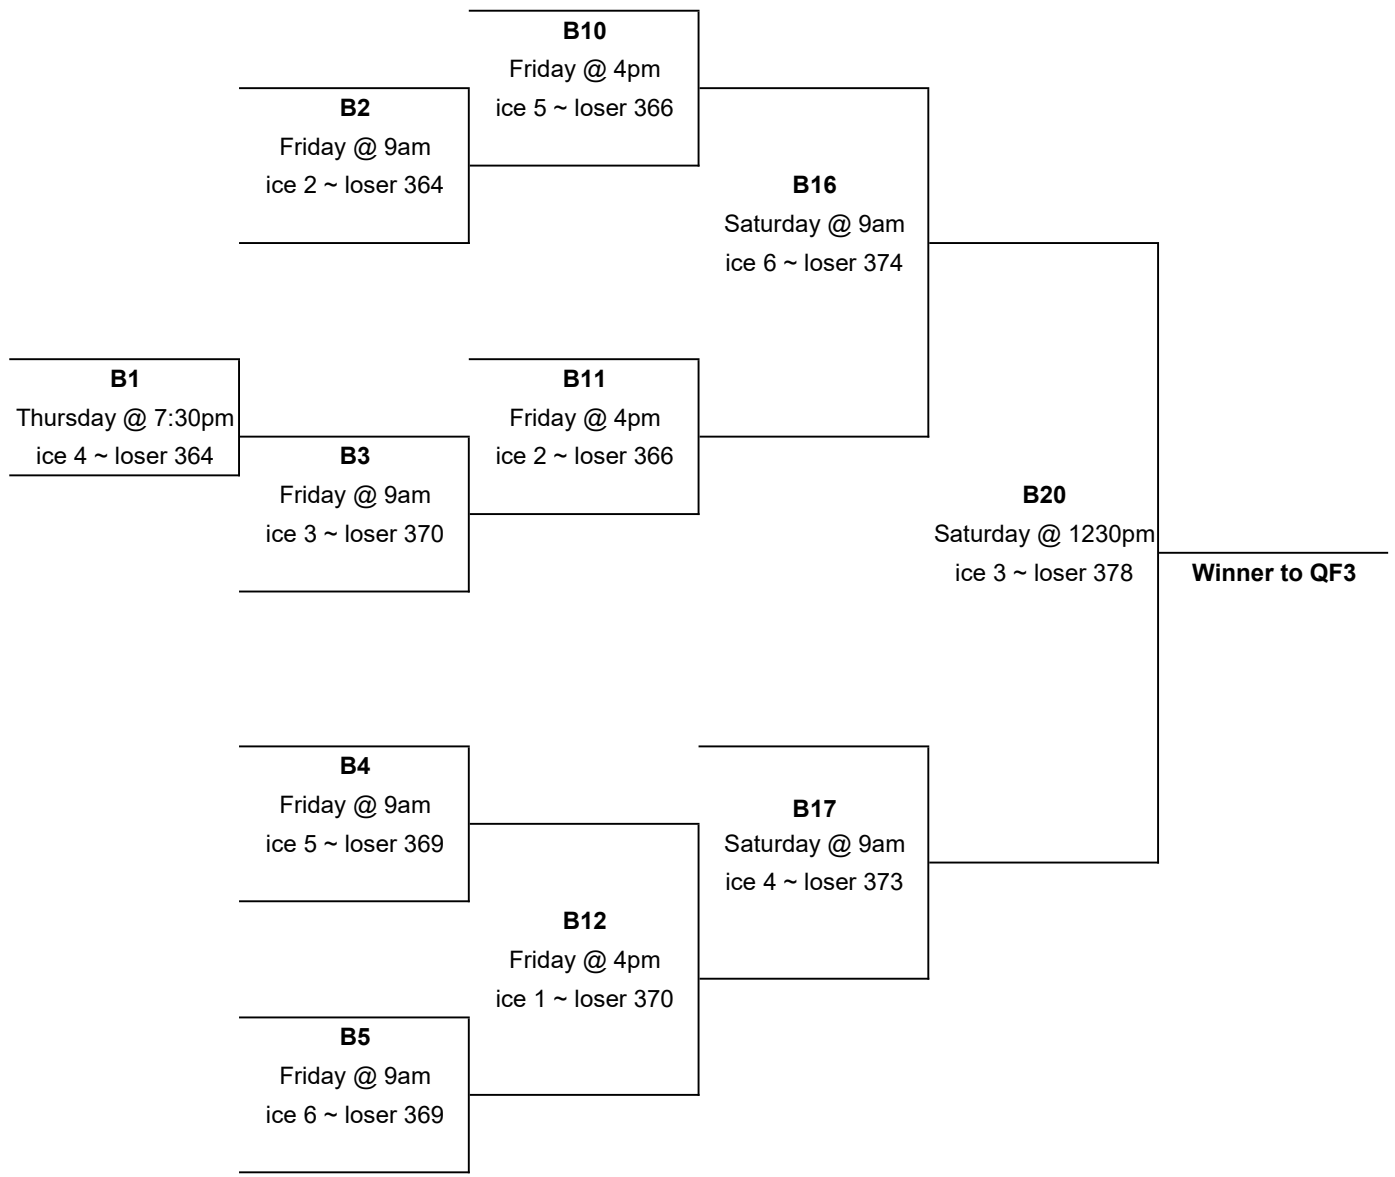 B10
Friday @ 4pm
ice 5 ~ loser 366
B2
Friday @ 9am
ice 2 ~ loser 364
B16
Saturday @ 9am
ice 6 ~ loser 374
B1
Thursday @ 7:30pm
ice 4 ~ loser 364
B11
Friday @ 4pm
ice 2 ~ loser 366
B3
Friday @ 9am
ice 3 ~ loser 370
B20
Saturday @ 1230pm
ice 3 ~ loser 378
Winner to QF3
B4
Friday @ 9am
ice 5 ~ loser 369
B17
Saturday @ 9am
ice 4 ~ loser 373
B12
Friday @ 4pm
ice 1 ~ loser 370
B5
Friday @ 9am
ice 6 ~ loser 369